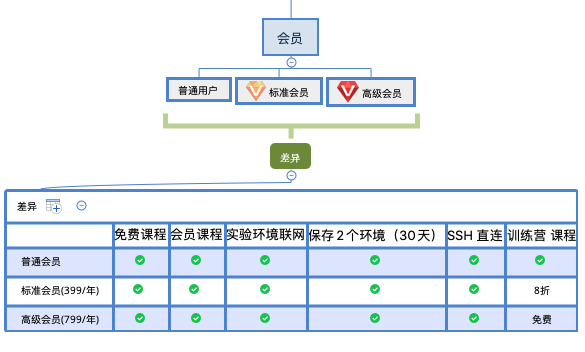 会员
普通用户 标准会员 高级会员
差异
差异
免费课程 会员课程 实验环境联网 保存2个环境（30天） SSH 直连 训练营 课程
普通会员
标准会员(399/年) 8折
高级会员(799/年) 免费